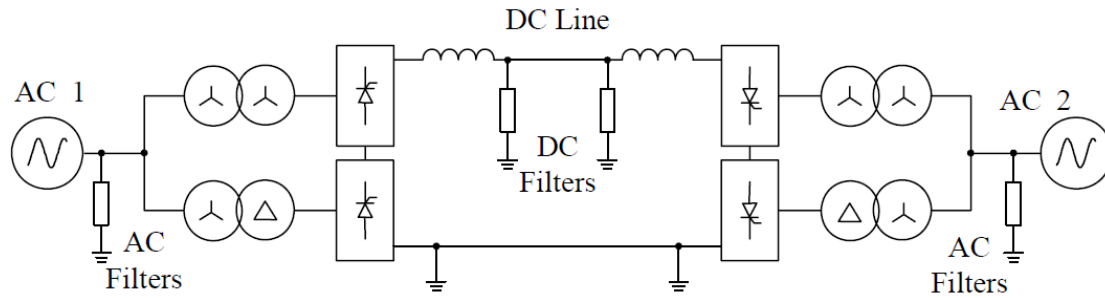 DC Line
AC 1
AC 2
DC
Filters
AC
Filters
AC
Filters